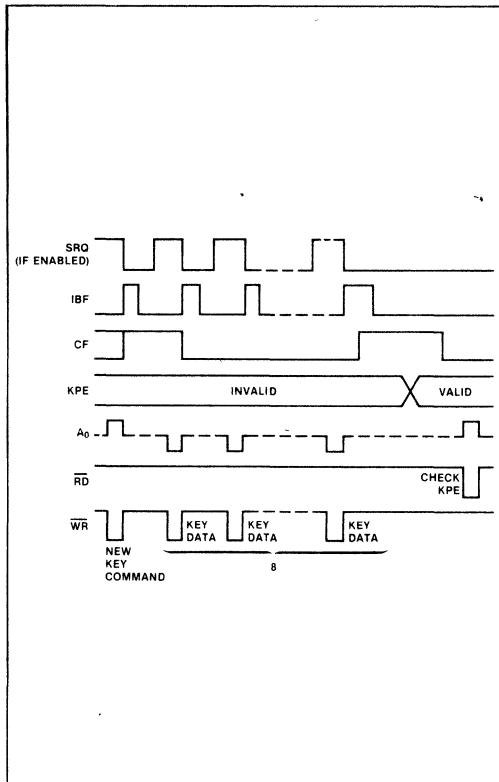 SRQ
(IF ENABLED)
IBF
CF
KPE
INVALID
VALID
A0
RD
CHECK
KPE
WR
KEY
DATA
KEY
DATA
KEY
DATA
NEW
KEY
COMMAND
8